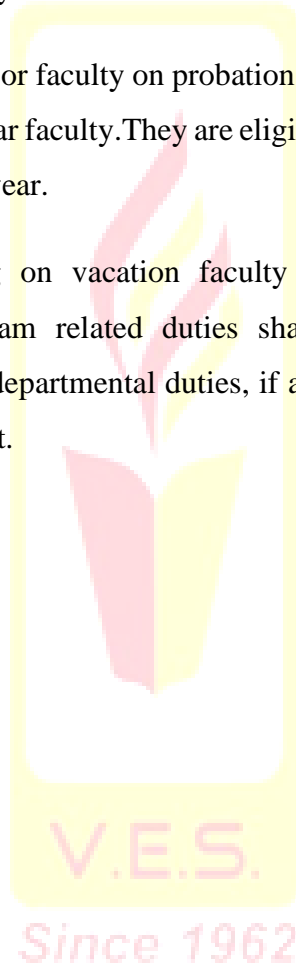 or faculty on probation
ar faculty.They are eligi
year.
on vacation faculty
am related duties sha
departmental duties, if a
t.
V.E.S.
Since 1962